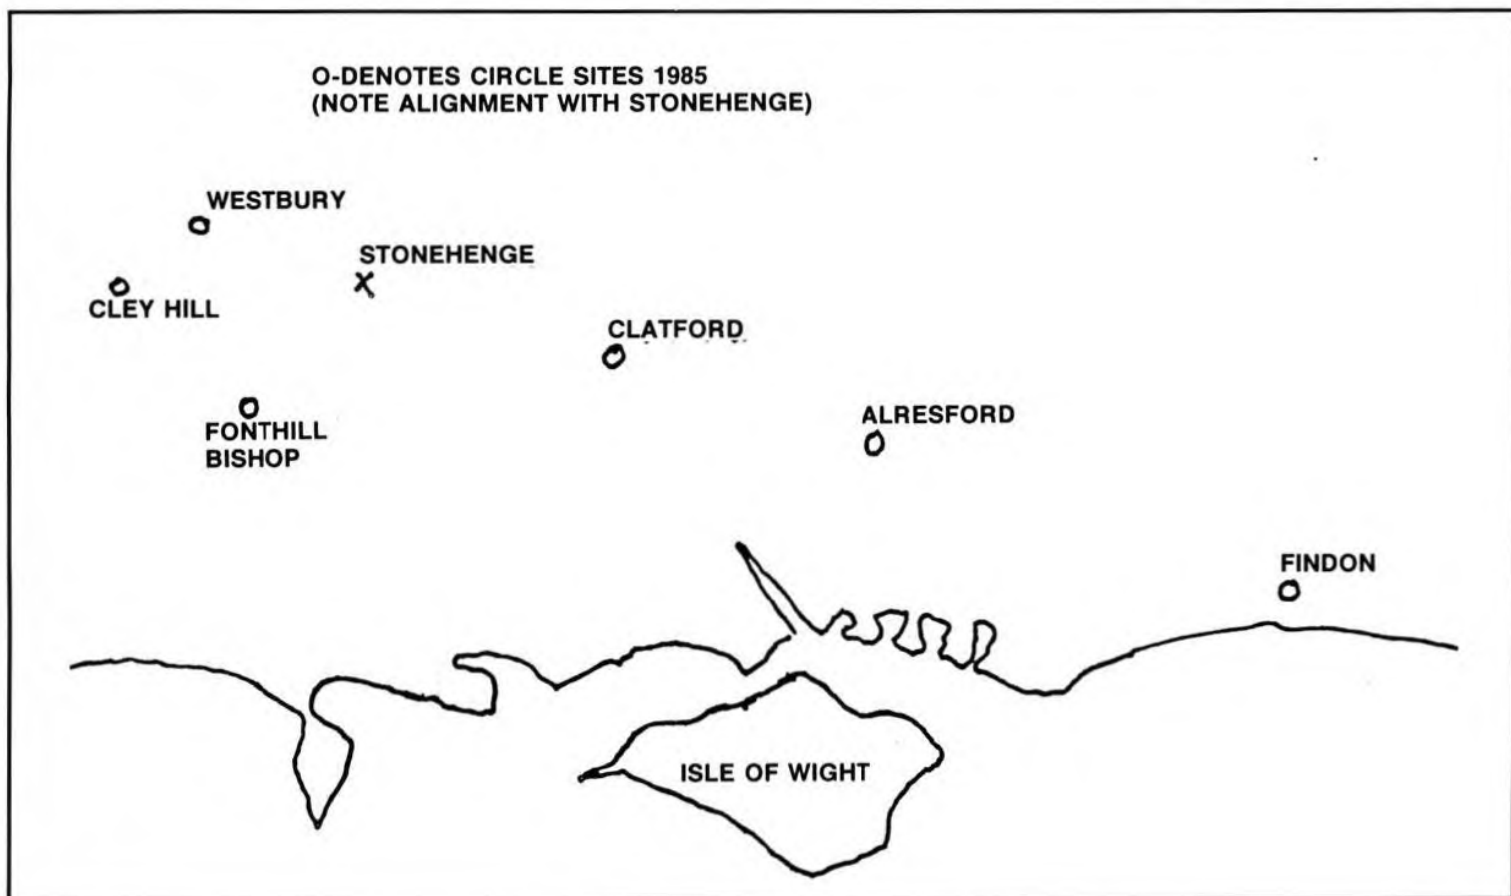 O-DENOTES CIRCLE SITES 1985
(NOTE ALIGNMENT WITH STONEHENGE)
WESTBURY
STONEHENGE
CLEY HILL
CLATFORD
ALRESFORD
FONTHILL
BISHOP
FINDON
ISLE OF WIGHT